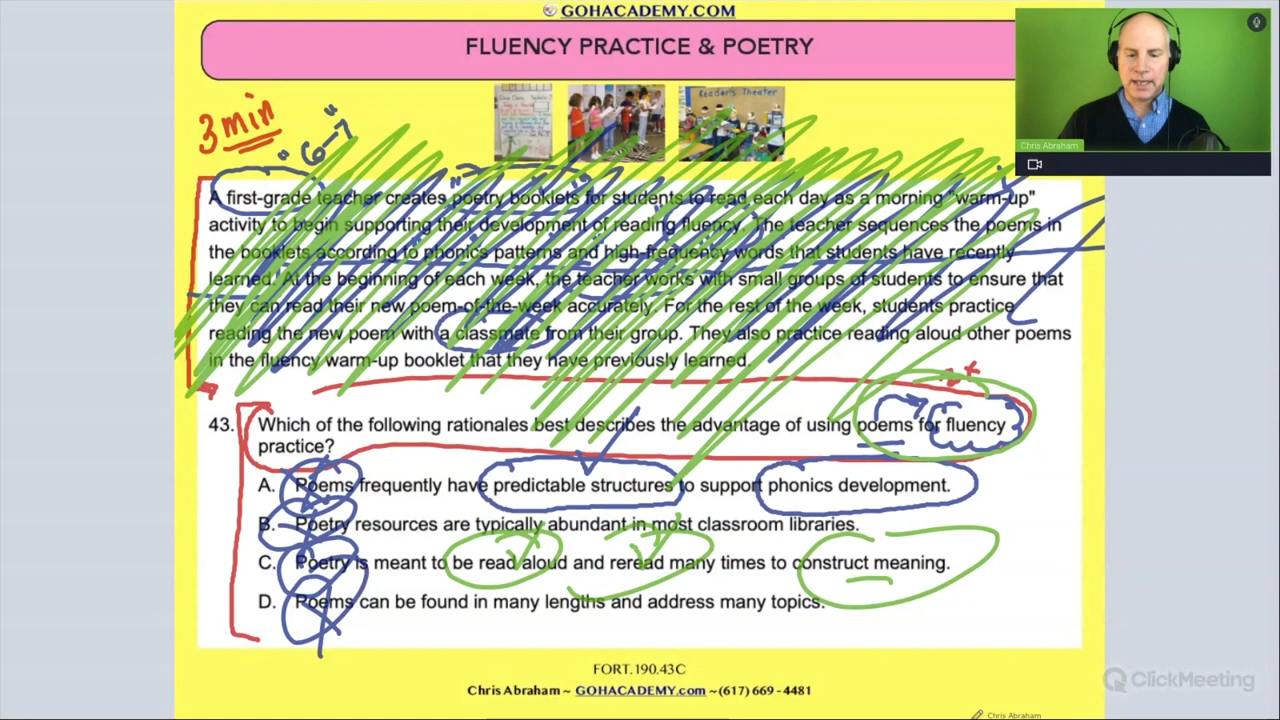 GOHACADEMY.COM
FLUENCY PRACTICE & POETRY
Reader's Theater
Chris Abraham
3 min
"6-7"
A first-grade teacher creates poetry booklets for students to read each day as a morning "warm-up"
activity to begin supporting their development of reading fluency. The teacher sequences the poems in
the booklets according to phonics patterns and high-frequency words that students have recently
learned. At the beginning of each week, the teacher works with small groups of students to ensure that
they can read their new poem-of-the-week accurately. For the rest of the week, students practice
reading the new poem with a classmate from their group. They also practice reading aloud other poems
in the fluency warm-up booklet that they have previously learned.
43. Which of the following rationales best describes the advantage of using poems for fluency
practice?
A. Poems frequently have predictable structures to support phonics development.
B. Poetry resources are typically abundant in most classroom libraries.
C. Poetry is meant to be read aloud and reread many times to construct meaning.
D. Poems can be found in many lengths and address many topics.
FORT.190.43C
Chris Abraham ~ GOHACADEMY.com ~(617) 669 - 4481
ClickMeeting
Chris Abraham